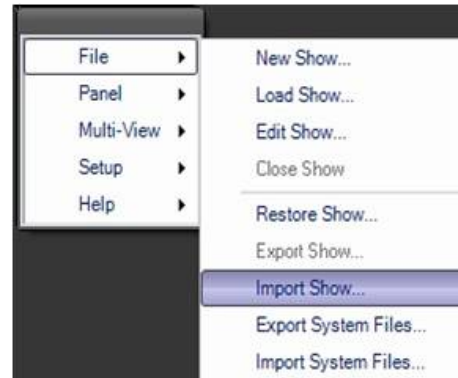 File
Panel
Multi-View
Setup
Help
New Show...
Load Show...
Edit Show...
Close Show
Restore Show...
Export Show...
Import Show...
Export System Files...
Import System Files...